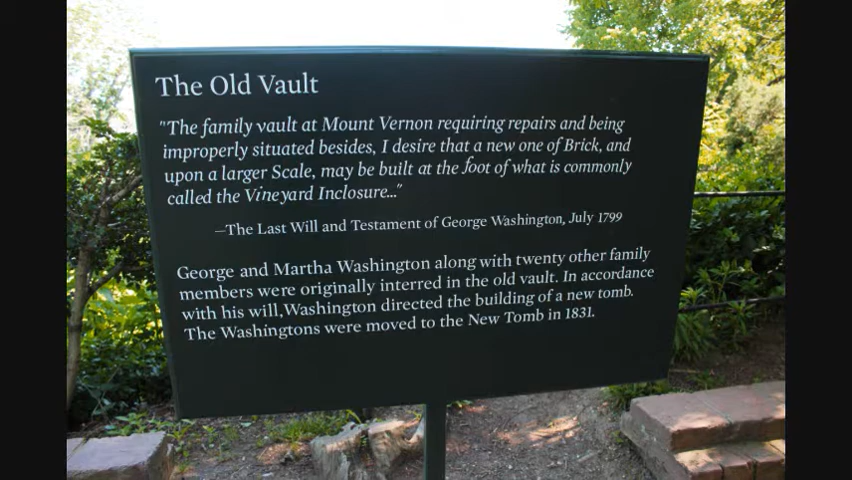 The Old Vault
"The family vault at Mount Vernon requiring repairs and being
improperly situated besides, I desire that a new one of Brick, and
upon a larger Scale, may be built at the foot of what is commonly
called the Vineyard Inclosure..."
—The Last Will and Testament of George Washington, July 1799
George and Martha Washington along with twenty other family
members were originally interred in the old vault. In accordance
with his will,Washington directed the building of a new tomb.
The Washingtons were moved to the New Tomb in 1831.